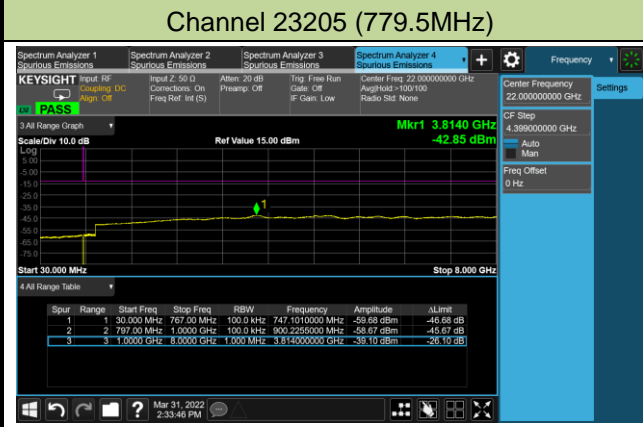 Channel 23205 (779.5MHz)
Spectrum Analyzer 1
Spurious Emissions
Spectrum Analyzer 2
Spurious Emissions
Spectrum Analyzer 3
Spurious Emissions
Spectrum Analyzer 4
Spurious Emissions
Frequency
KEYSIGHT
Input: RF
Coupling: DC
Align: Off
Input Z: 50 Ω
Corrections: On
Freq Ref: Int (S)
Atten: 20 dB
Preamp: Off
Trig: Free Run
Gate: Off
IF Gain: Low
Center Freq: 22.000000000 GHz
Avg|Hold:>100/100
Radio Std: None
PASS
Center Frequency
22.000000000 GHz
Settings
CF Step
4.399000000 GHz
Auto
Man
Freq Offset
0 Hz
3 All Range Graph
Mkr1 3.8140 GHz
Scale/Div 10.0 dB
Ref Value 15.00 dBm
-42.85 dBm
Log
5.00
-5.00
-15.0
-25.0
-35.0
-45.0
-55.0
-65.0
-75.0
1
Start 30.000 MHz
Stop 8.000 GHz
4 All Range Table
Spur Range Start Freq Stop Freq RBW Frequency Amplitude ΔLimit
1 1 30.000 MHz 767.00 MHz 100.0 kHz 747.1010000 MHz -59.68 dBm -46.68 dB
2 2 797.00 MHz 1.0000 GHz 100.0 kHz 900.2255000 MHz -58.67 dBm -45.67 dB
3 3 1.0000 GHz 8.0000 GHz 1.000 MHz 3.814000000 GHz -39.10 dBm -26.10 dB
Mar 31, 2022
2:33:46 PM